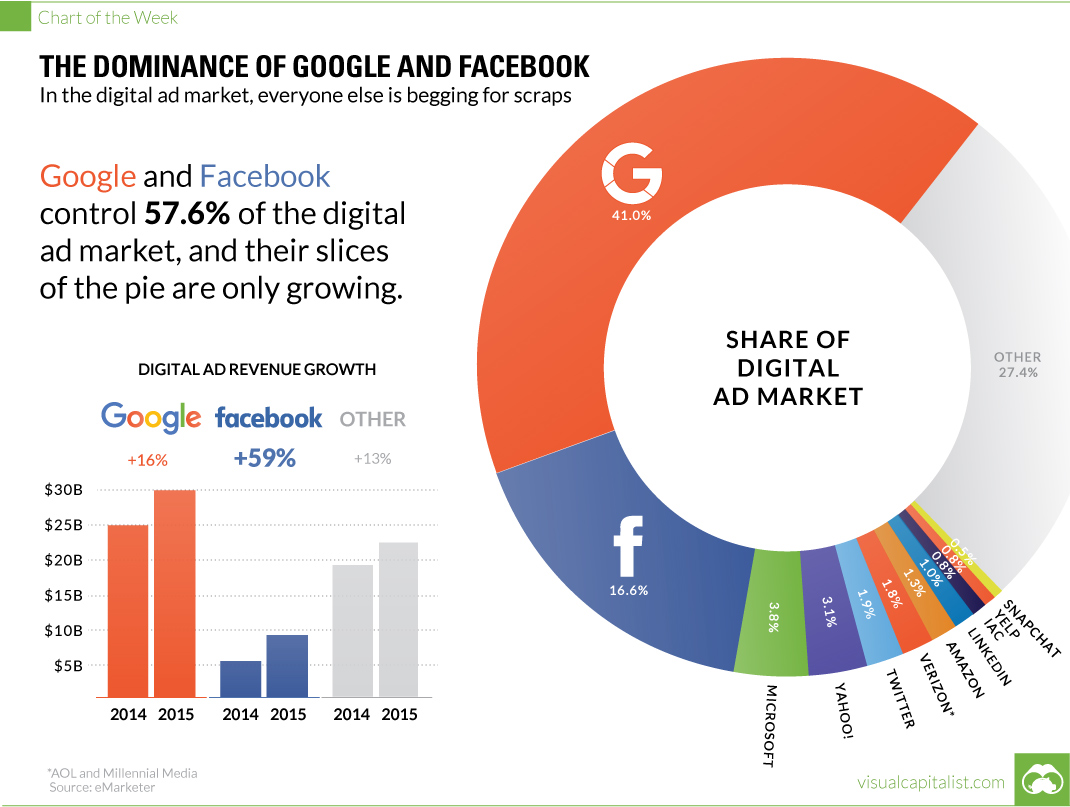 Chart of the Week
THE DOMINANCE OF GOOGLE AND FACEBOOK
In the digital ad market, everyone else is begging for scraps
Google and Facebook
control 57.6% of the digital
ad market, and their slices
of the pie are only growing.
DIGITAL AD REVENUE GROWTH
Google facebook OTHER
+16% +59% +13%
$30B
$25B
$20B
$15B
$10B
$5B
2014 2015 2014 2015 2014 2015
*AOL and Millennial Media
Source: eMarketer
SHARE OF
DIGITAL
AD MARKET
G
41.0%
f
16.6%
3.8%
MICROSOFT
3.1%
YAHOO!
1.9%
TWITTER
1.8%
VERIZON*
1.3%
AMAZON
1.0%
LINKEDIN
0.8%
IAC
0.8%
YELP
0.5%
SNAPCHAT
OTHER
27.4%
visualcapitalist.com